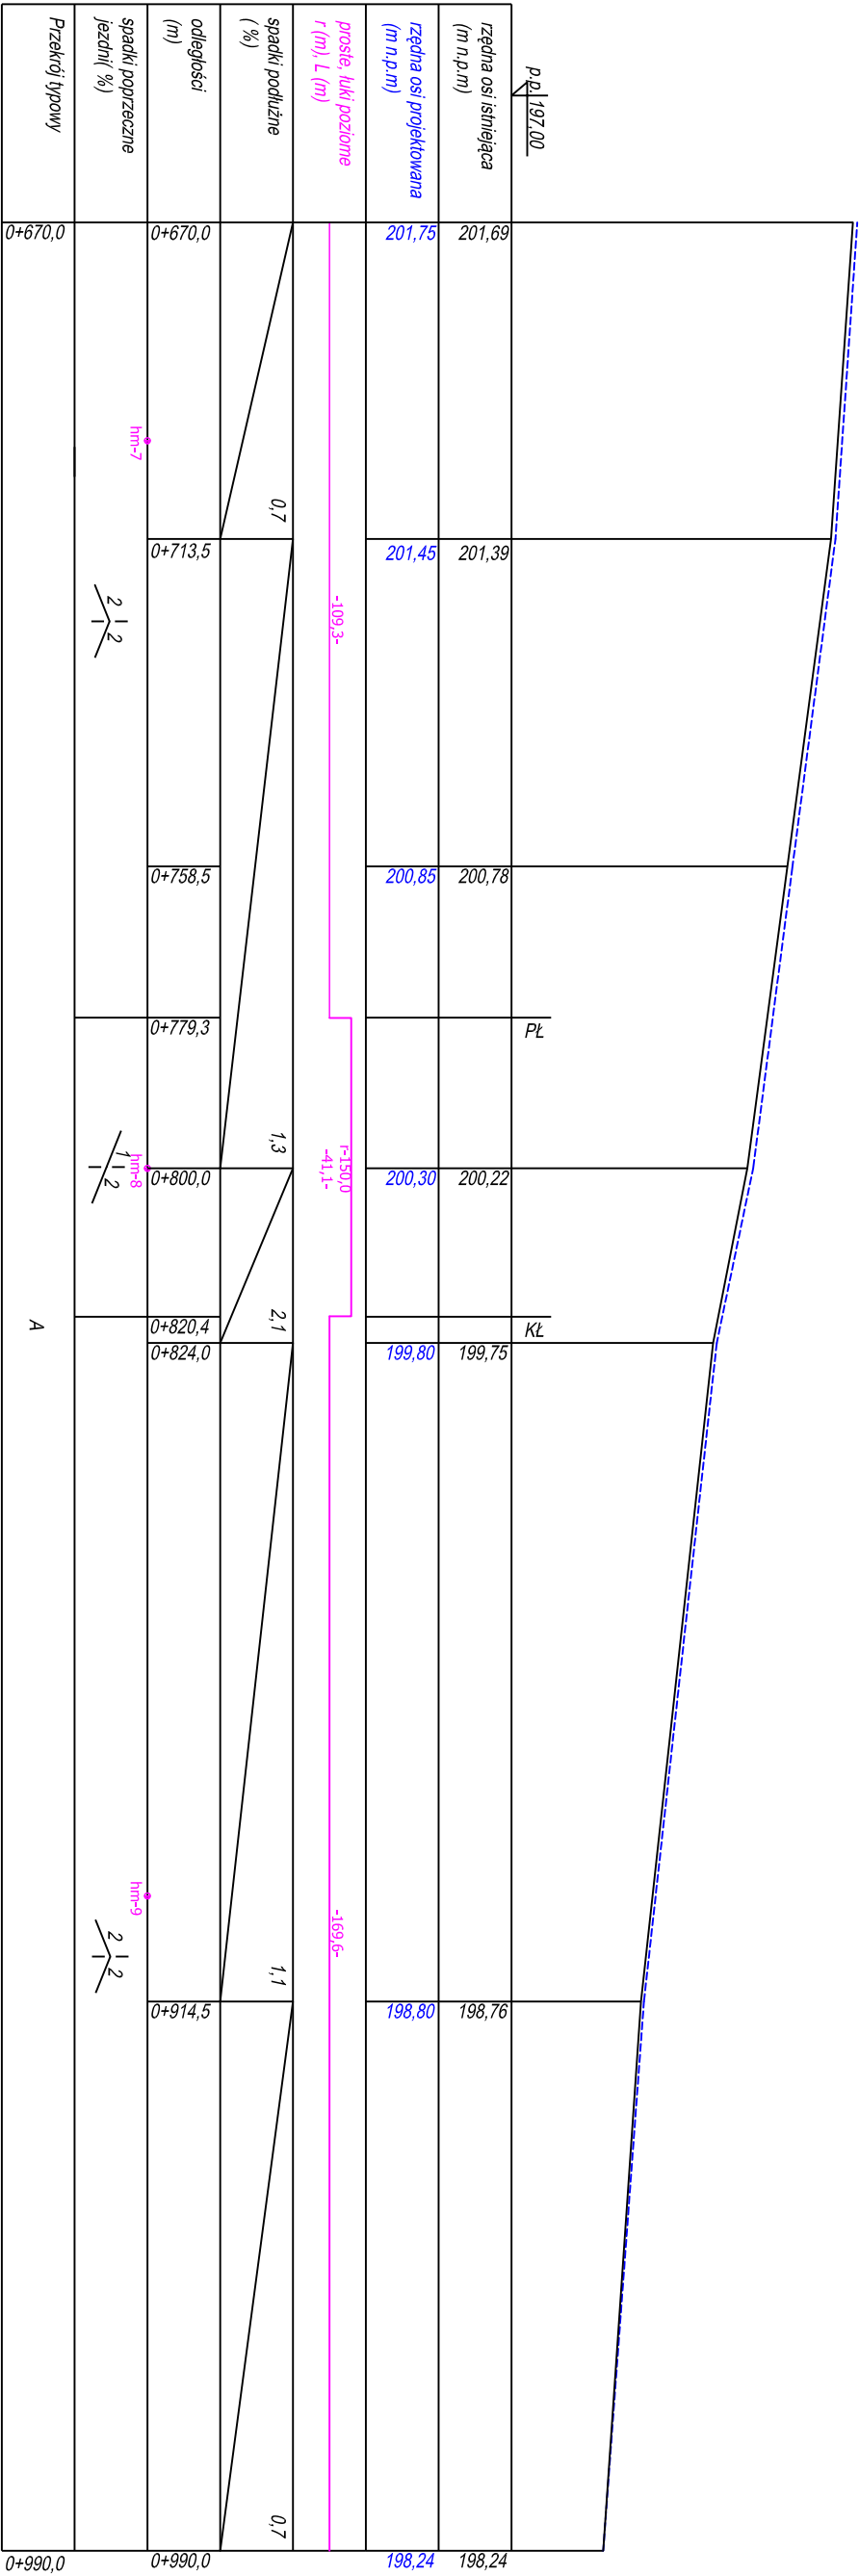 p.p. 197.00
rzędna osi istniejąca
(m n.p.m)
201,69
201,39
200,78
200,22
199,75
198,76
198,24
PŁ
KŁ
rzędna osi projektowana
(m n.p.m)
201,75
201,45
200,85
200,30
199,80
198,80
198,24
proste, łuki poziome
r (m), L (m)
-109,3-
r-150,0
-41,1-
-169,6-
spadki podłużne
( %)
0,7
1,3
2,1
1,1
0,7
odległości
(m)
0+670,0
0+713,5
0+758,5
0+779,3
0+800,0
0+820,4
0+824,0
0+914,5
0+990,0
hm-7
hm-8
hm-9
spadki poprzeczne
jezdni( %)
2 2
1 2
2 2
Przekrój typowy
0+670,0
A
0+990,0